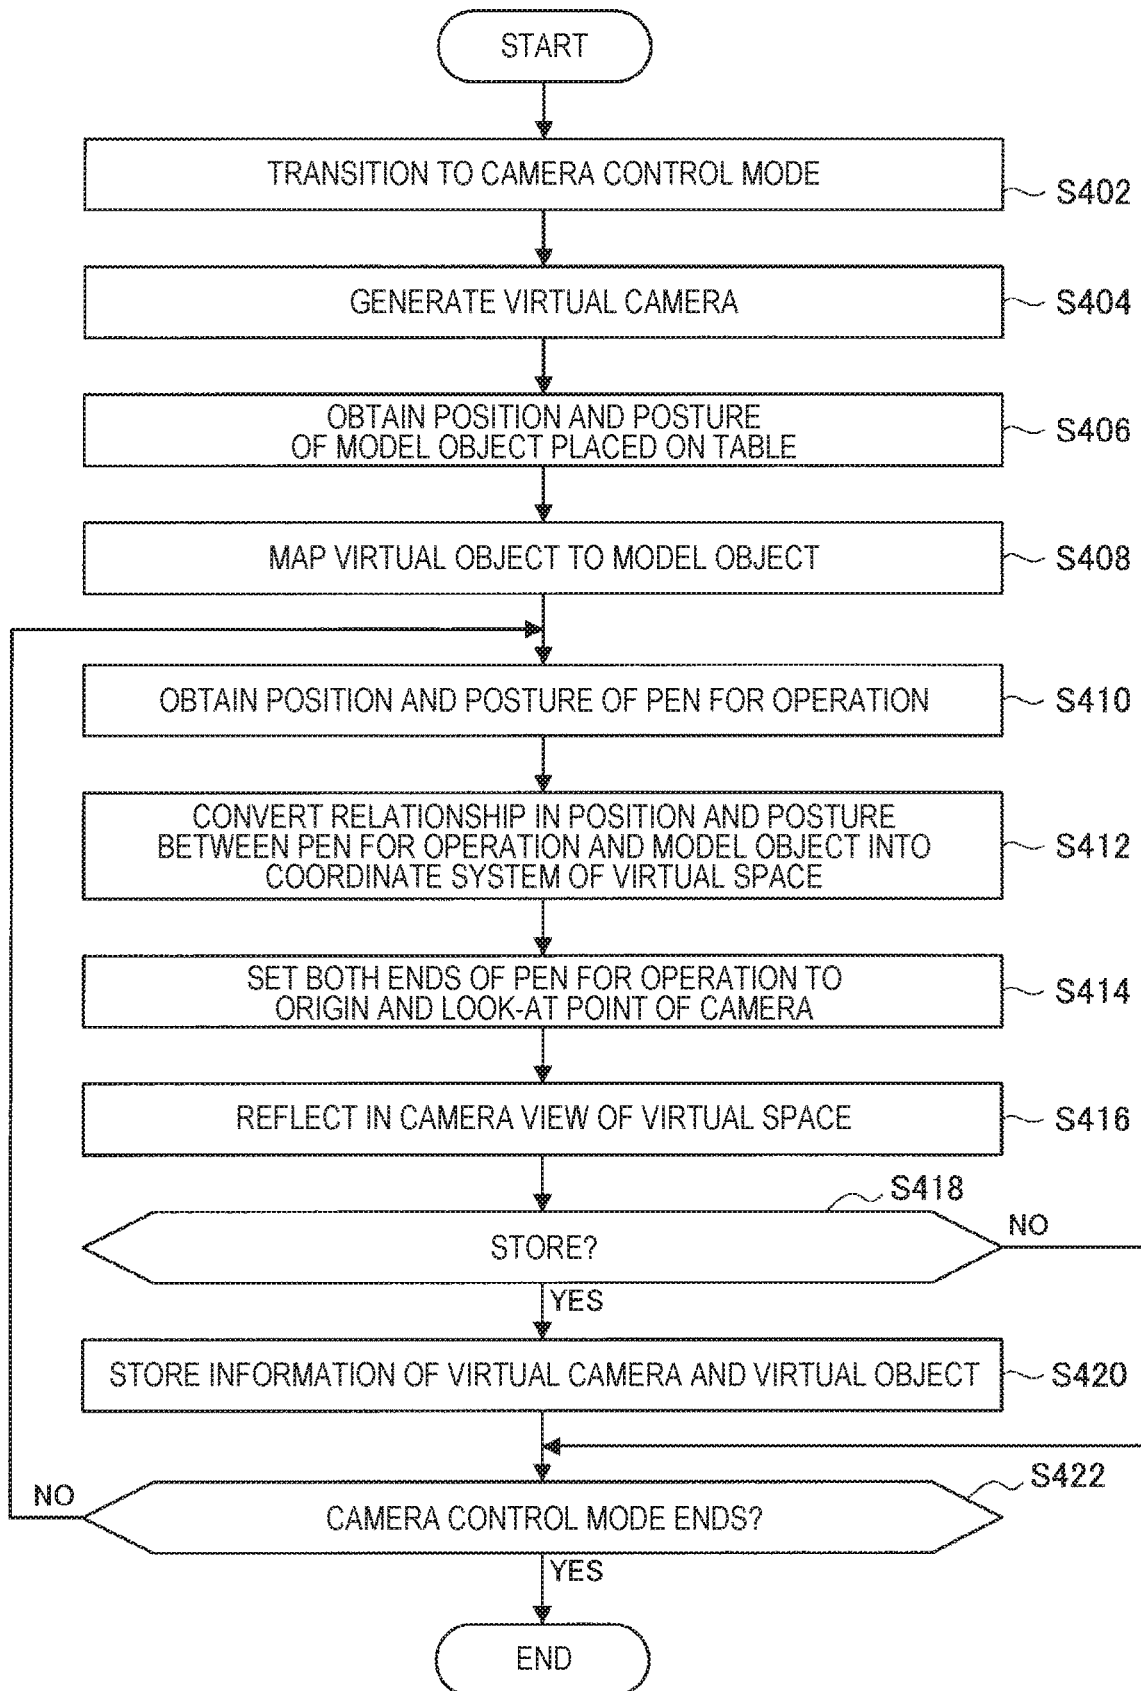 START
TRANSITION TO CAMERA CONTROL MODE
S402
GENERATE VIRTUAL CAMERA
S404
OBTAIN POSITION AND POSTURE
OF MODEL OBJECT PLACED ON TABLE
S406
MAP VIRTUAL OBJECT TO MODEL OBJECT
S408
OBTAIN POSITION AND POSTURE OF PEN FOR OPERATION
S410
CONVERT RELATIONSHIP IN POSITION AND POSTURE
BETWEEN PEN FOR OPERATION AND MODEL OBJECT INTO
COORDINATE SYSTEM OF VIRTUAL SPACE
S412
SET BOTH ENDS OF PEN FOR OPERATION TO
ORIGIN AND LOOK-AT POINT OF CAMERA
S414
REFLECT IN CAMERA VIEW OF VIRTUAL SPACE
S416
S418
STORE?
NO
YES
STORE INFORMATION OF VIRTUAL CAMERA AND VIRTUAL OBJECT
S420
S422
NO
CAMERA CONTROL MODE ENDS?
YES
END